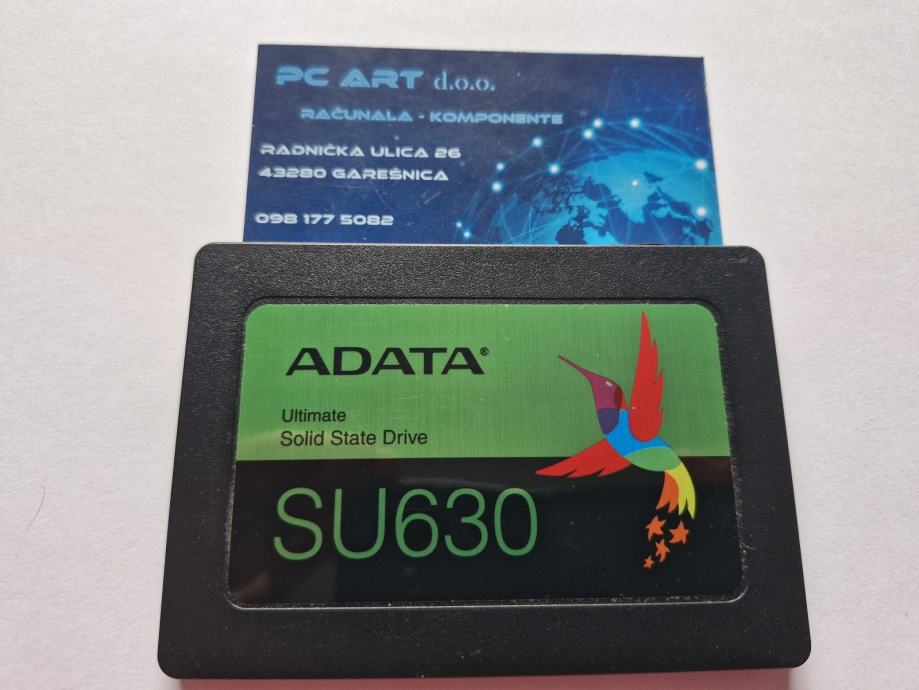 PC ART d.o.o.
RAČUNALA - KOMPONENTE
RADNIČKA ULICA 26
43280 GAREŠNICA
098 177 5082
ADATA®
Ultimate
Solid State Drive
SU630